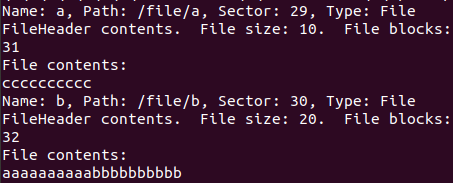 Name: a, Path: /file/a, Sector: 29, Type: File
FileHeader contents.  File size: 10.  File blocks:
31
File contents:
cccccccccc
Name: b, Path: /file/b, Sector: 30, Type: File
FileHeader contents.  File size: 20.  File blocks:
32
File contents:
aaaaaaaaaabbbbbbbbbb